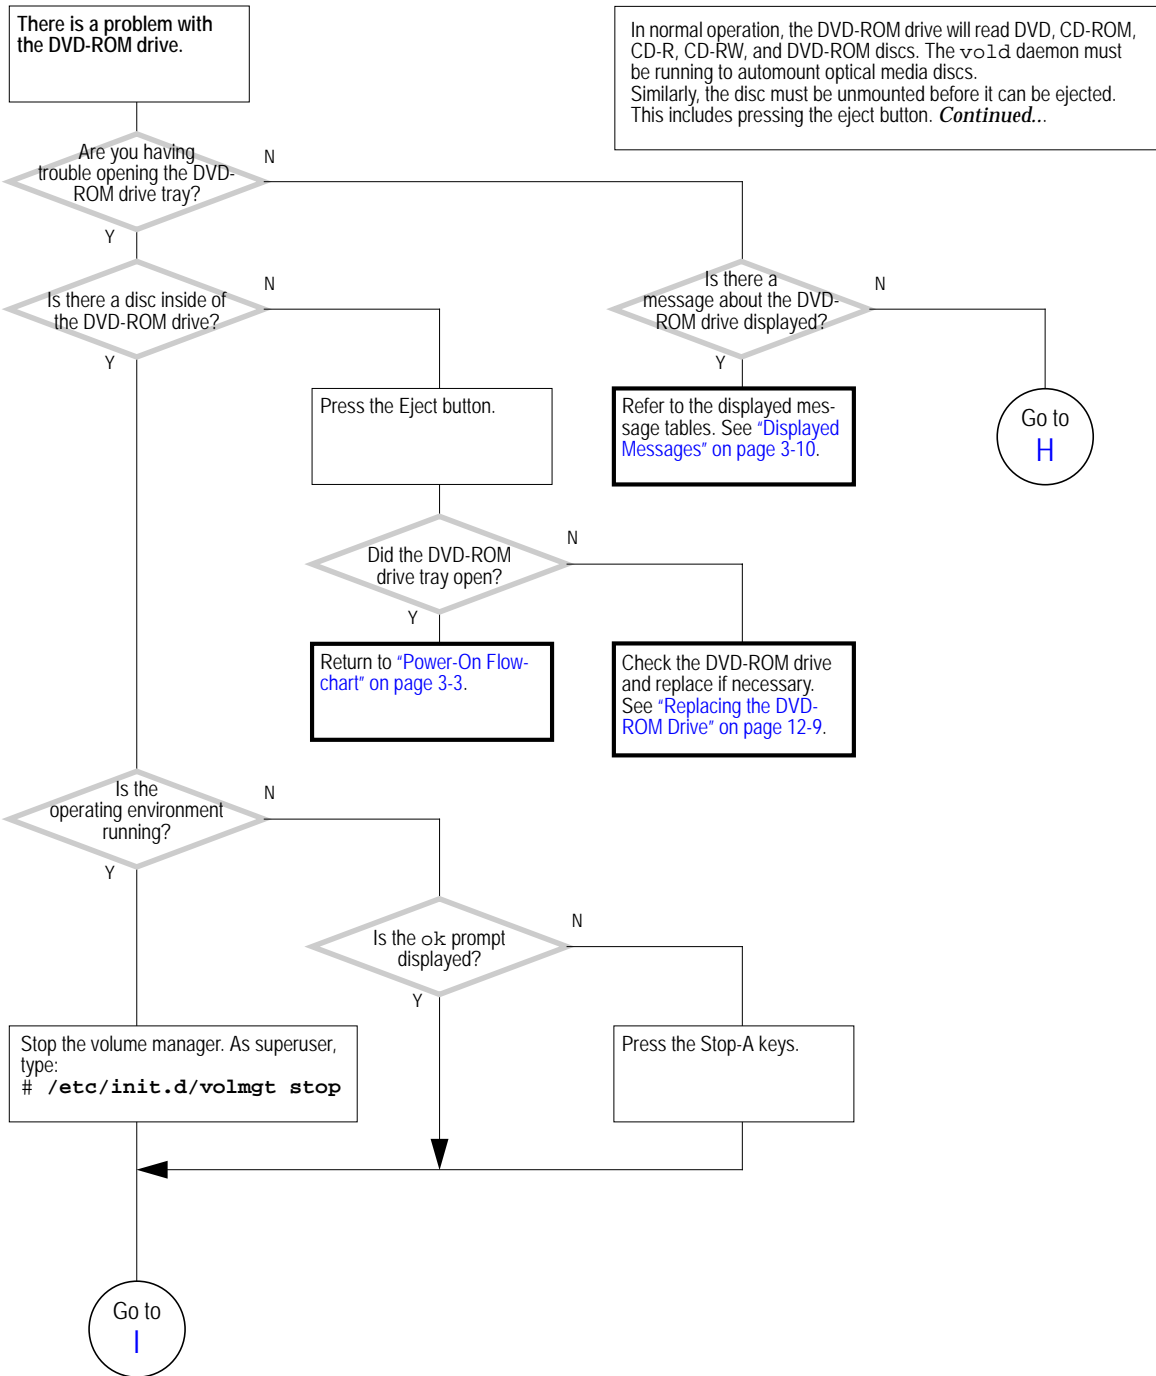 There is a problem with
the DVD-ROM drive.
In normal operation, the DVD-ROM drive will read DVD, CD-ROM,
CD-R, CD-RW, and DVD-ROM discs. The vold daemon must
be running to automount optical media discs.
Similarly, the disc must be unmounted before it can be ejected.
This includes pressing the eject button. Continued...
Are you having
trouble opening the DVD-
ROM drive tray?
N
Y
Is there a disc inside of
the DVD-ROM drive?
N
Y
Is there a
message about the DVD-
ROM drive displayed?
N
Y
Press the Eject button.
Refer to the displayed mes-
sage tables. See "Displayed
Messages" on page 3-10.
Go to
H
Did the DVD-ROM
drive tray open?
N
Y
Return to "Power-On Flow-
chart" on page 3-3.
Check the DVD-ROM drive
and replace if necessary.
See "Replacing the DVD-
ROM Drive" on page 12-9.
Is the
operating environment
running?
N
Y
Is the ok prompt
displayed?
N
Y
Stop the volume manager. As superuser,
type:
# /etc/init.d/volmgt stop
Press the Stop-A keys.
Go to
I